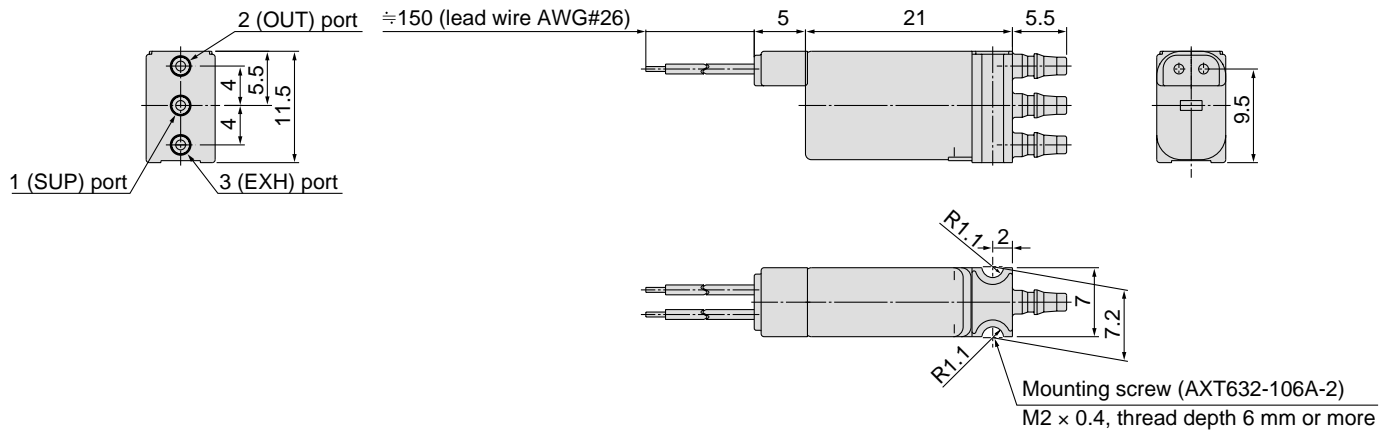 2 (OUT) port
≒150 (lead wire AWG#26)
5
21
5.5
4
4
5.5
11.5
9.5
1 (SUP) port
3 (EXH) port
R1.1
2
7
7.2
R1.1
Mounting screw (AXT632-106A-2)
M2 × 0.4, thread depth 6 mm or more